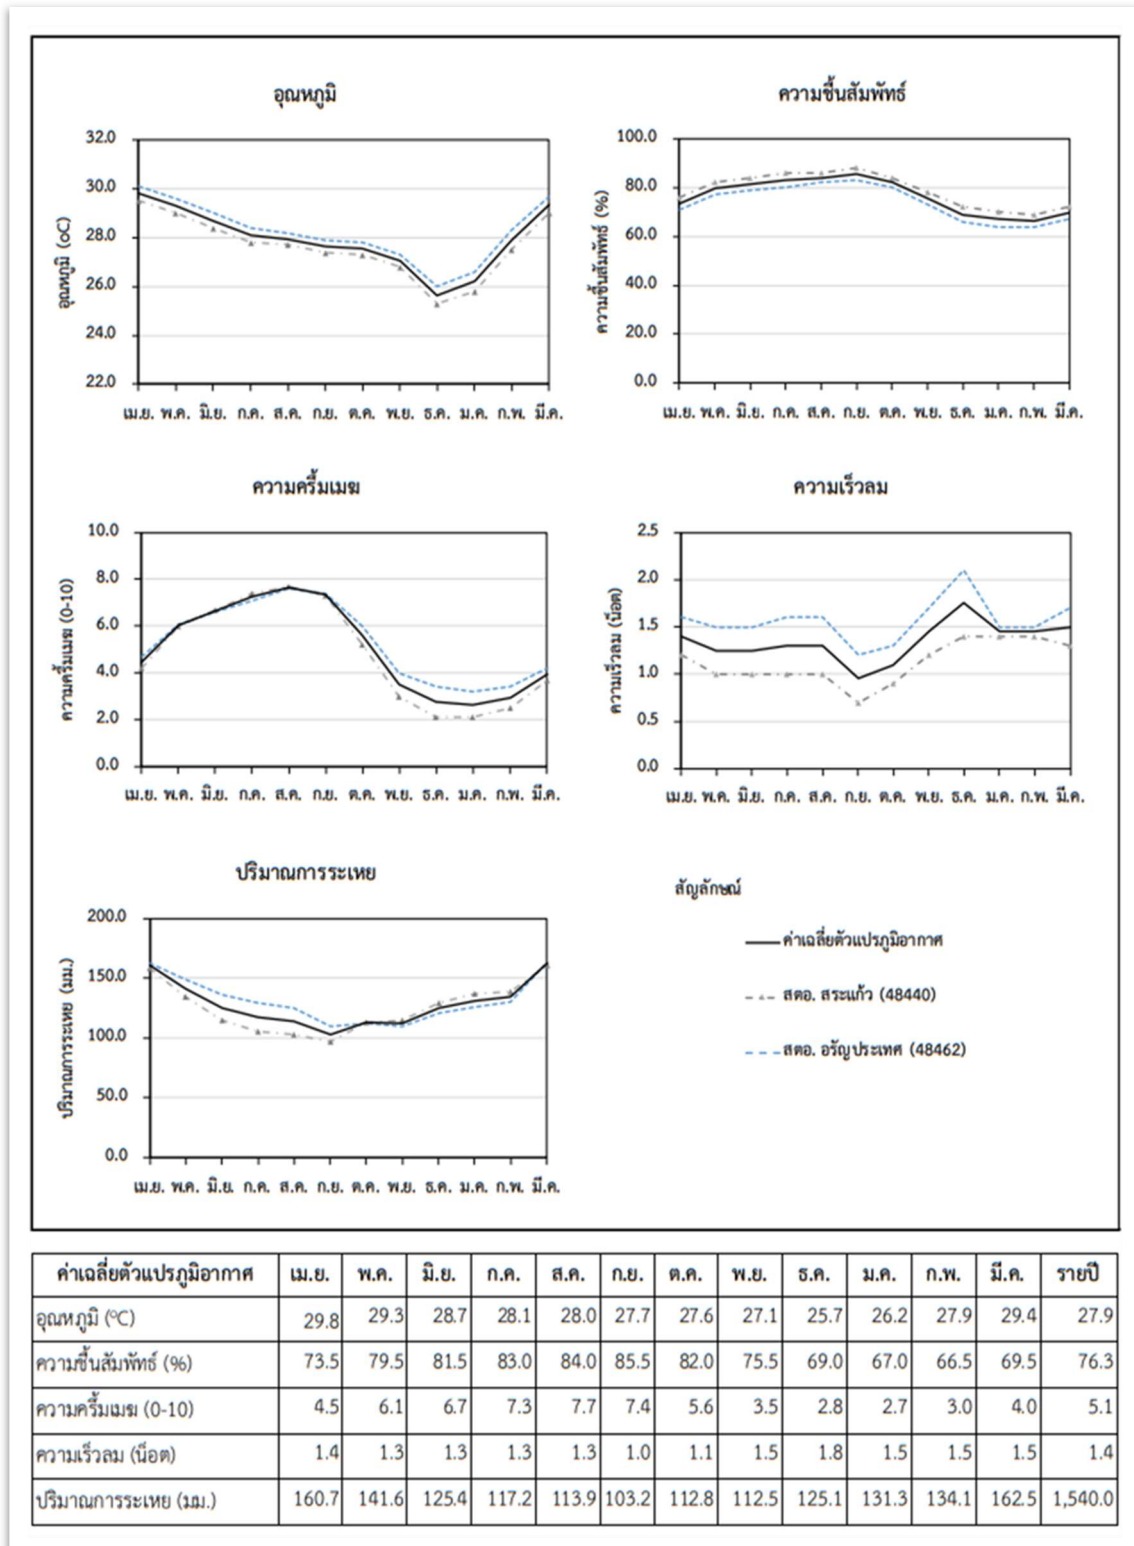 อุณหภูมิ
32.0
30.0
28.0
26.0
24.0
22.0
อุณหภูมิ (oC)
เม.ย. พ.ค. มิ.ย. ก.ค. ส.ค. ก.ย. ต.ค. พ.ย. ธ.ค. ม.ค. ก.พ. มี.ค.
ความชื้นสัมพัทธ์
100.0
80.0
60.0
40.0
20.0
0.0
ความชื้นสัมพัทธ์ (%)
เม.ย. พ.ค. มิ.ย. ก.ค. ส.ค. ก.ย. ต.ค. พ.ย. ธ.ค. ม.ค. ก.พ. มี.ค.
ความครึ้มเมฆ
10.0
8.0
6.0
4.0
2.0
0.0
ความครึ้มเมฆ (0-10)
เม.ย. พ.ค. มิ.ย. ก.ค. ส.ค. ก.ย. ต.ค. พ.ย. ธ.ค. ม.ค. ก.พ. มี.ค.
ความเร็วลม
2.5
2.0
1.5
1.0
0.5
0.0
ความเร็วลม (น็อต)
เม.ย. พ.ค. มิ.ย. ก.ค. ส.ค. ก.ย. ต.ค. พ.ย. ธ.ค. ม.ค. ก.พ. มี.ค.
ปริมาณการระเหย
200.0
150.0
100.0
50.0
0.0
ปริมาณการระเหย (มม.)
เม.ย. พ.ค. มิ.ย. ก.ค. ส.ค. ก.ย. ต.ค. พ.ย. ธ.ค. ม.ค. ก.พ. มี.ค.
สัญลักษณ์
ค่าเฉลี่ยตัวแปรภูมิอากาศ
สตอ. สระแก้ว (48440)
สตอ. อรัญประเทศ (48462)
ค่าเฉลี่ยตัวแปรภูมิอากาศ เม.ย. พ.ค. มิ.ย. ก.ค. ส.ค. ก.ย. ต.ค. พ.ย. ธ.ค. ม.ค. ก.พ. มี.ค. รายปี
อุณหภูมิ (°C) 29.8 29.3 28.7 28.1 28.0 27.7 27.6 27.1 25.7 26.2 27.9 29.4 27.9
ความชื้นสัมพัทธ์ (%) 73.5 79.5 81.5 83.0 84.0 85.5 82.0 75.5 69.0 67.0 66.5 69.5 76.3
ความครึ้มเมฆ (0-10) 4.5 6.1 6.7 7.3 7.7 7.4 5.6 3.5 2.8 2.7 3.0 4.0 5.1
ความเร็วลม (น็อต) 1.4 1.3 1.3 1.3 1.3 1.0 1.1 1.5 1.8 1.5 1.5 1.5 1.4
ปริมาณการระเหย (มม.) 160.7 141.6 125.4 117.2 113.9 103.2 112.8 112.5 125.1 131.3 134.1 162.5 1,540.0